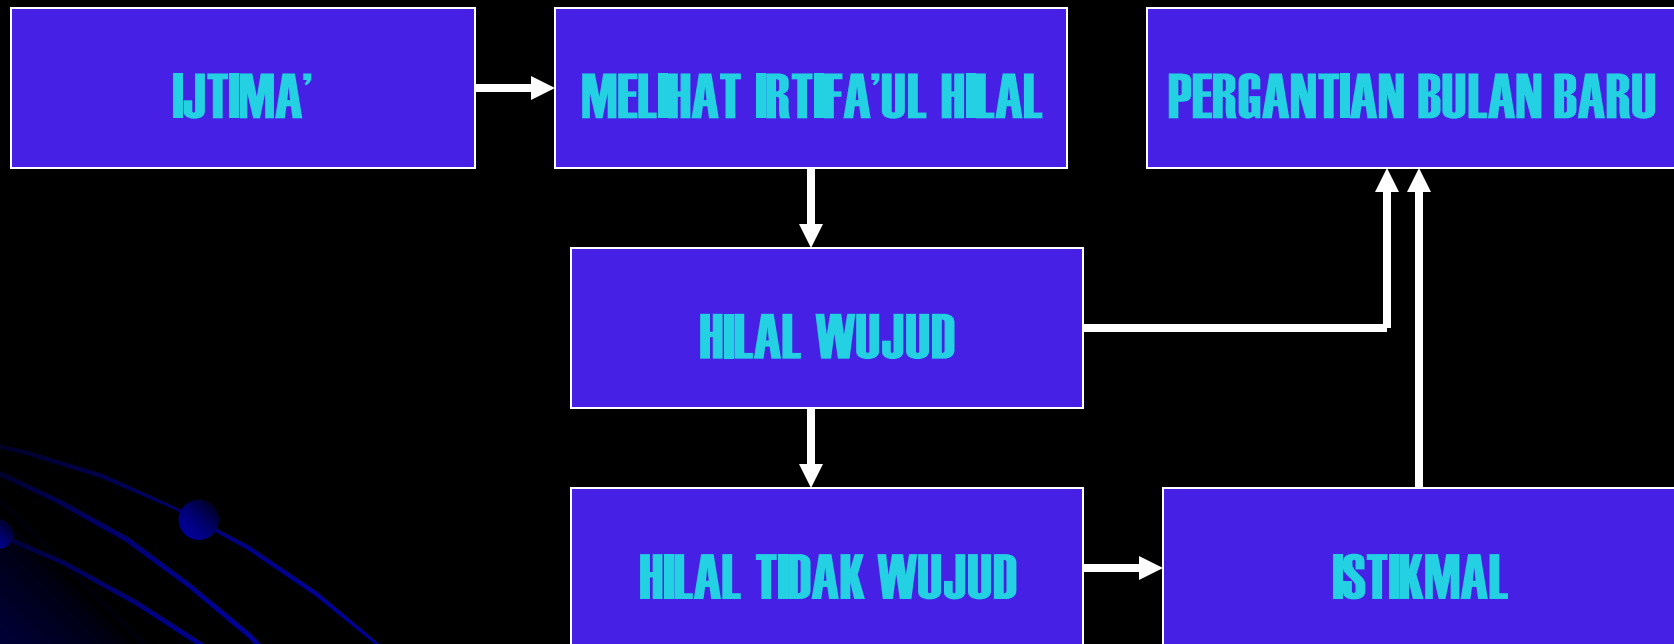 IJTIMA’
MELIHAT IRTIFA’UL HILAL
PERGANTIAN BULAN BARU
HILAL WUJUD
HILAL TIDAK WUJUD
ISTIKMAL